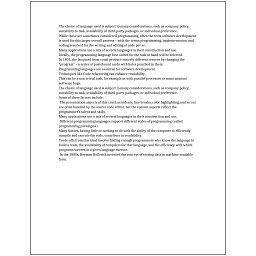 The choice of language used is subject to many considerations, such as company policy,
suitability to task, availability of third-party packages, or individual preference.
While these are sometimes considered programming, often the term software development
is used for this larger overall process – with the terms programming, implementation, and
coding reserved for the writing and editing of code per se.
Many applications use a mix of several languages in their construction and use.
Ideally, the programming language best suited for the task at hand will be selected.
In 1801, the Jacquard loom could produce entirely different weaves by changing the
"program" – a series of pasteboard cards with holes punched in them.
Programming languages are essential for software development.
Techniques like Code refactoring can enhance readability.
This can be a non-trivial task, for example as with parallel processes or some unusual
software bugs.
The choice of language used is subject to many considerations, such as company policy,
suitability to task, availability of third-party packages, or individual preference.
Some of these factors include:
The presentation aspects of this (such as indents, line breaks, color highlighting, and so on)
are often handled by the source code editor, but the content aspects reflect the
programmer's talent and skills.
Many applications use a mix of several languages in their construction and use.
Different programming languages support different styles of programming (called
programming paradigms).
Many factors, having little or nothing to do with the ability of the computer to efficiently
compile and execute the code, contribute to readability.
Trade-offs from this ideal involve finding enough programmers who know the language to
build a team, the availability of compilers for that language, and the efficiency with which
programs written in a given language execute.
In the 1880s, Herman Hollerith invented the concept of storing data in machine-readable
form.